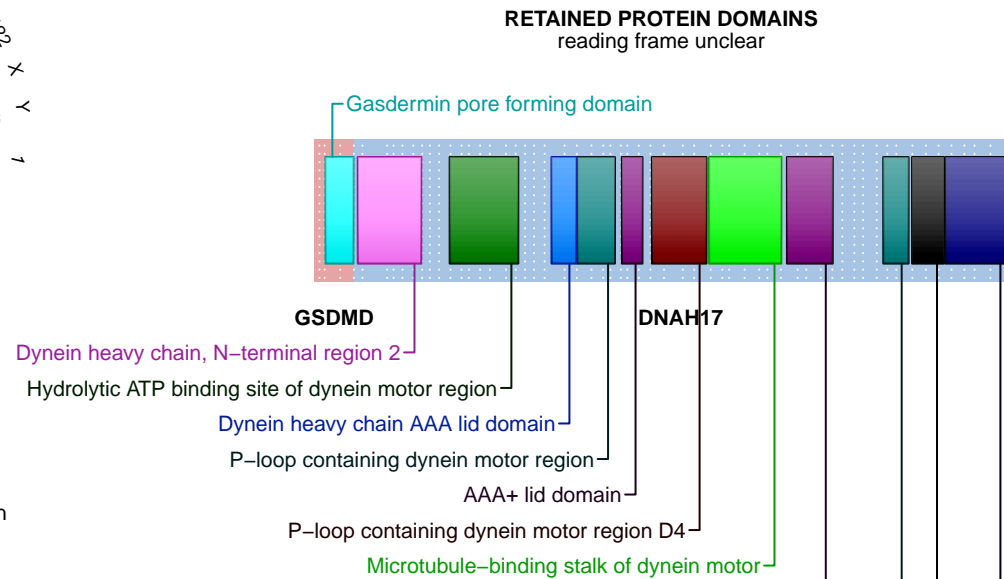 RETAINED PROTEIN DOMAINS
reading frame unclear
X
Y
1
Gasdermin pore forming domain
GSDMD
DNAH17
Dynein heavy chain, N−terminal region 2
Hydrolytic ATP binding site of dynein motor region
Dynein heavy chain AAA lid domain
P−loop containing dynein motor region
AAA+ lid domain
P−loop containing dynein motor region D4
Microtubule−binding stalk of dynein motor